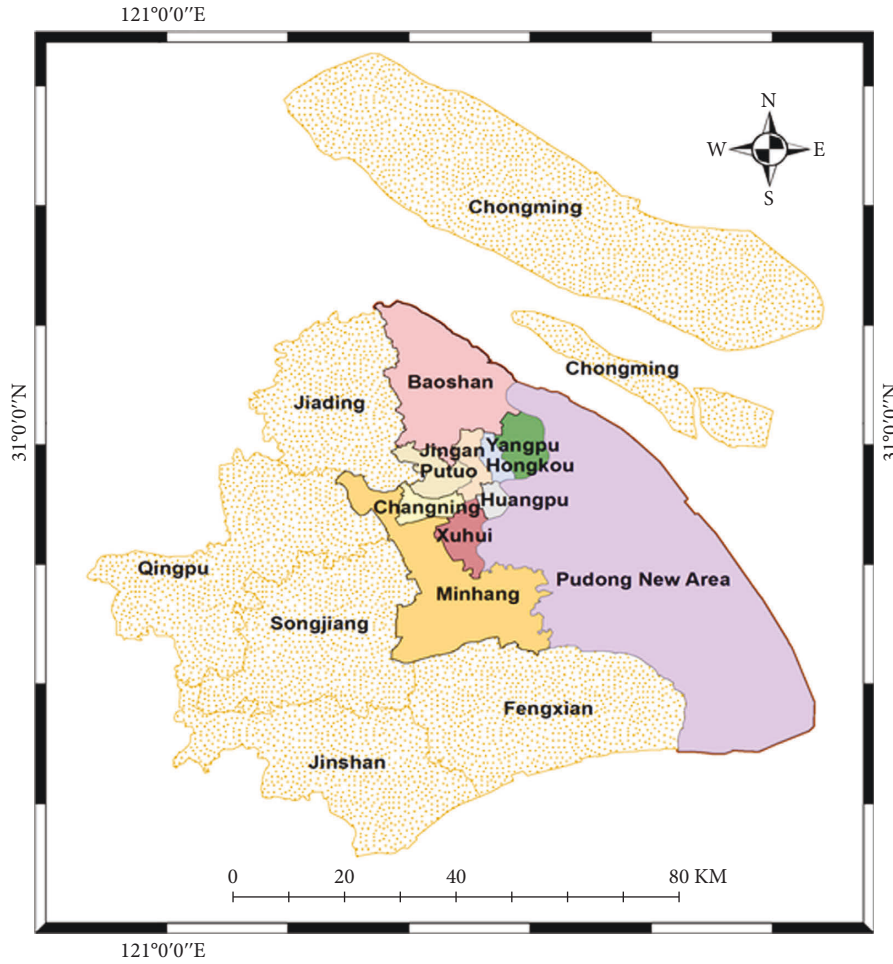 121°0′0″E
N
W E
S
Chongming
Chongming
Baoshan
Jiading
31°0′0″N
31°0′0″N
Jingan
Yangpu
Putuo
Hongkou
Changning
Huangpu
Xuhui
Qingpu
Pudong New Area
Minhang
Songjiang
Fengxian
Jinshan
0 20 40 80 KM
121°0′0″E